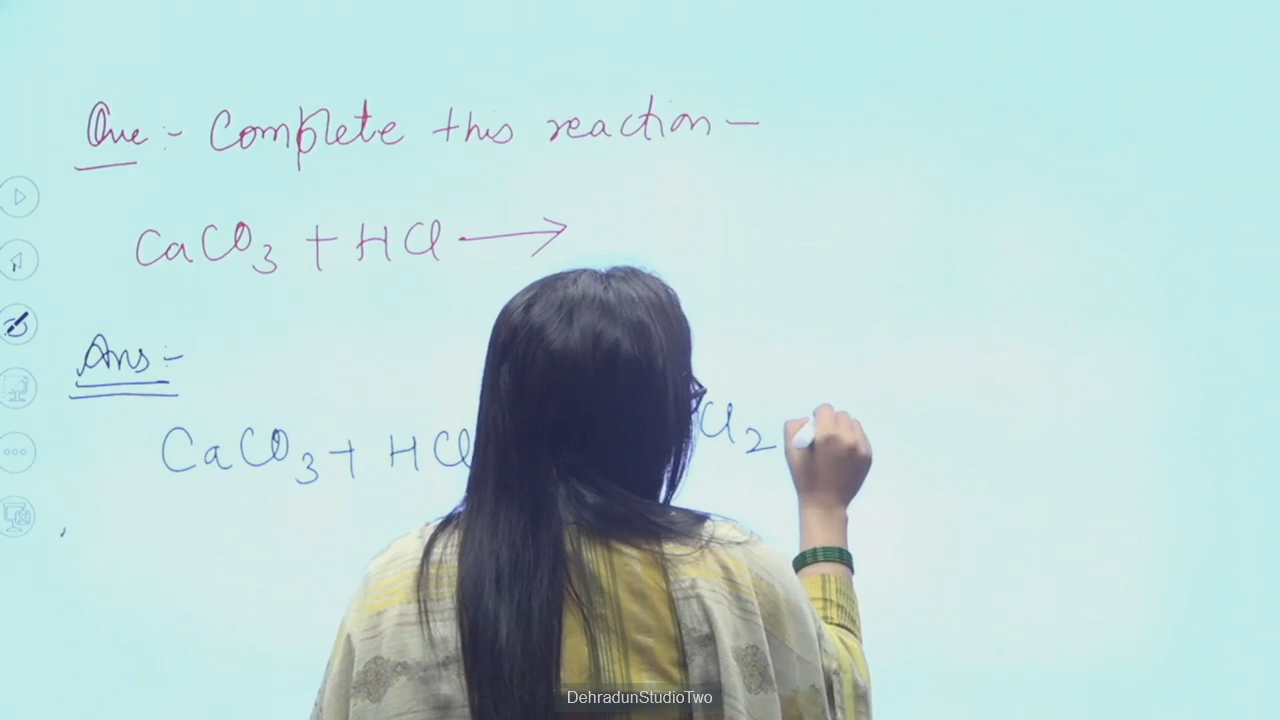 Que :- Complete this reaction -
CaCO3 + HCl ⟶
Ans :-
CaCO3 + HCl Cl2
DehradunStudioTwo